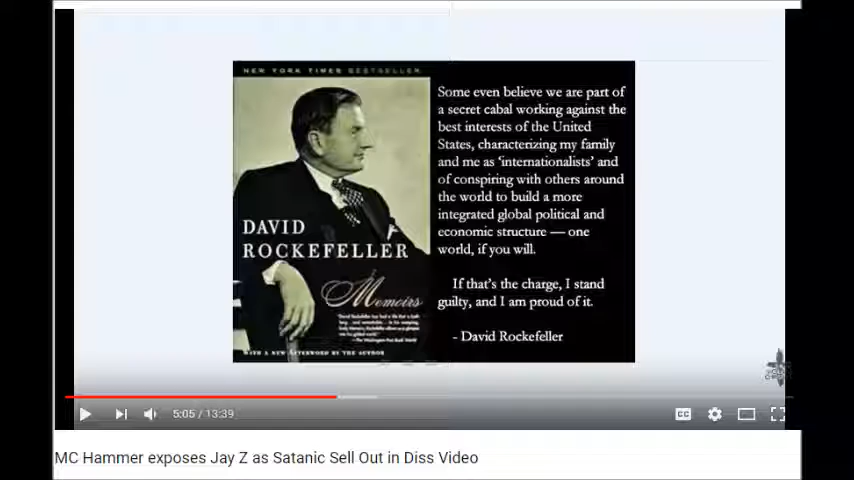 NEW YORK TIMES BESTSELLER
Some even believe we are part of
a secret cabal working against the
best interests of the United
States, characterizing my family
and me as ‘internationalists’ and
of conspiring with others around
the world to build a more
integrated global political and
economic structure — one
world, if you will.
If that's the charge, I stand
guilty, and I am proud of it.
- David Rockefeller
DAVID
ROCKEFELLER
Memoirs
WITH A NEW AFTERWORD BY THE AUTHOR
5:05 / 13:39
CC
MC Hammer exposes Jay Z as Satanic Sell Out in Diss Video